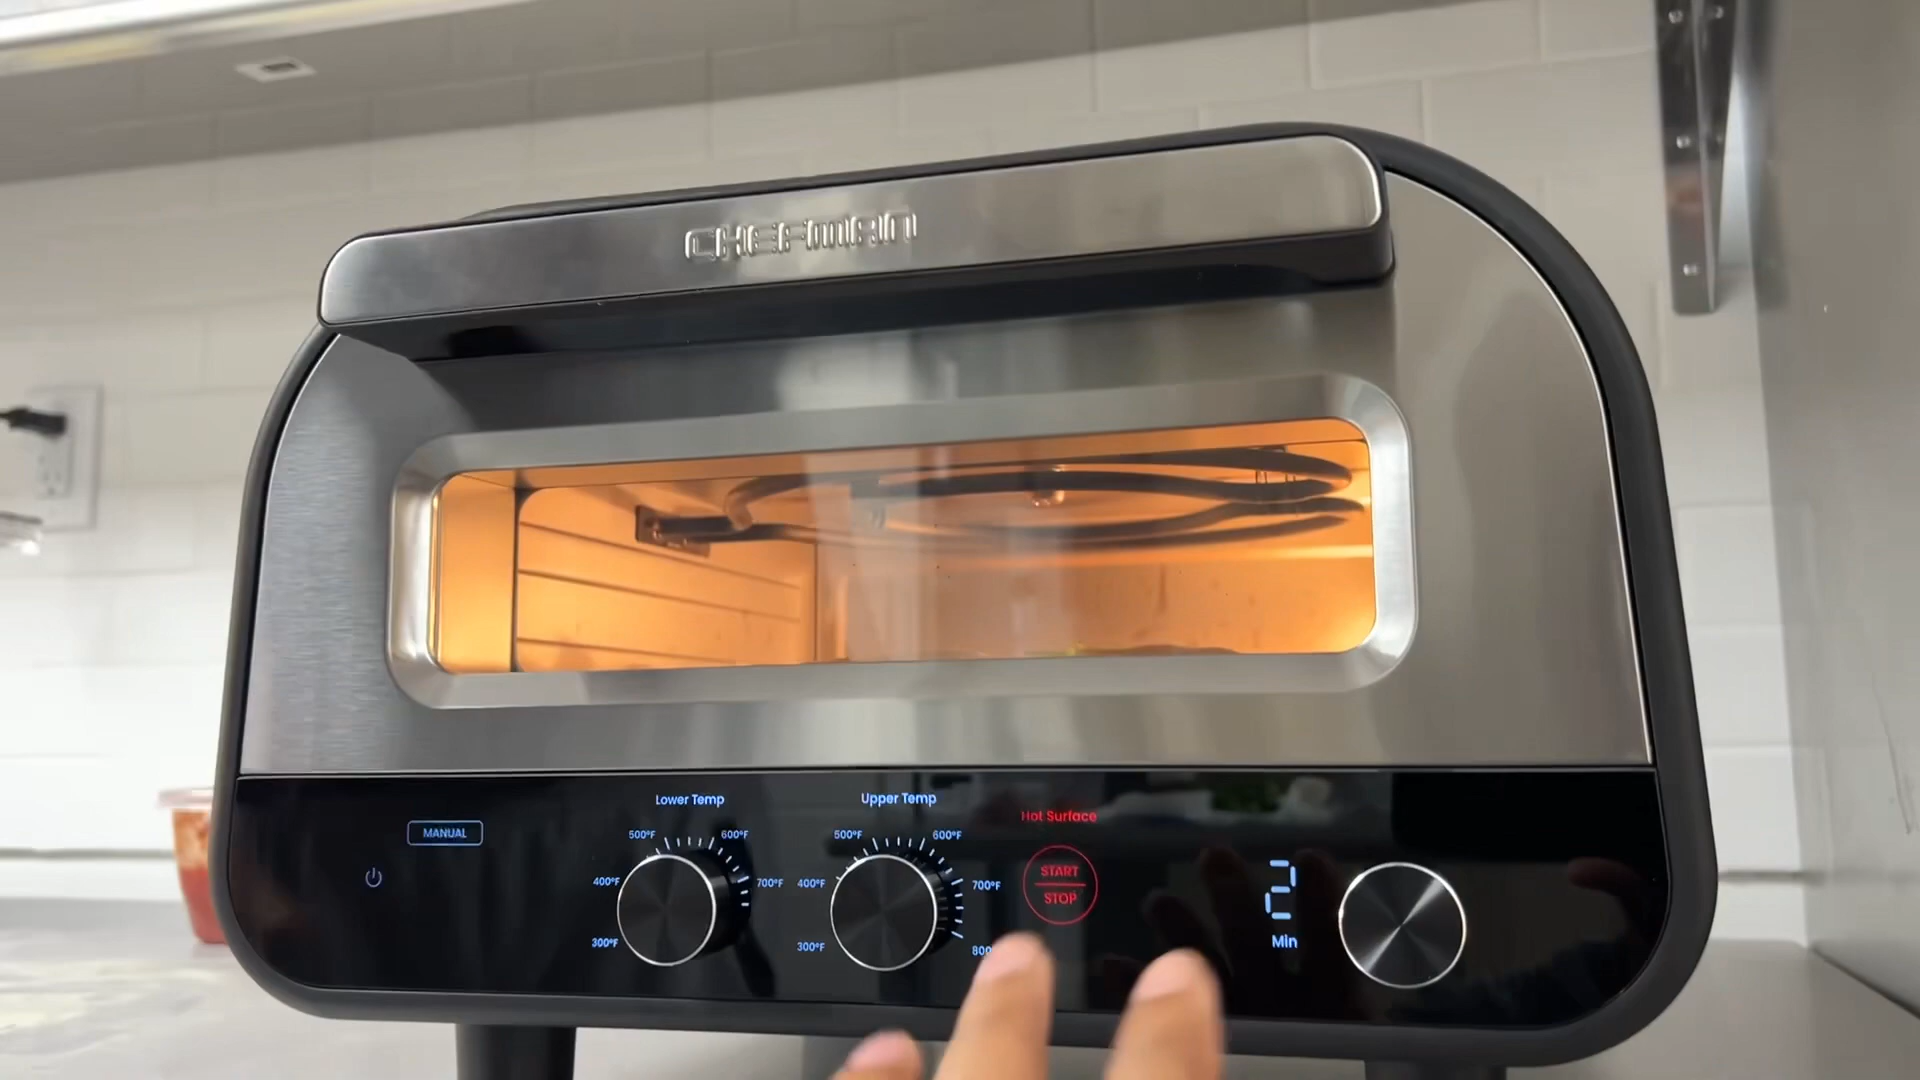 CHEFMAN
MANUAL
Lower Temp
300°F
400°F
500°F
600°F
700°F
Upper Temp
300°F
400°F
500°F
600°F
700°F
800
Hot Surface
START
STOP
2
Min